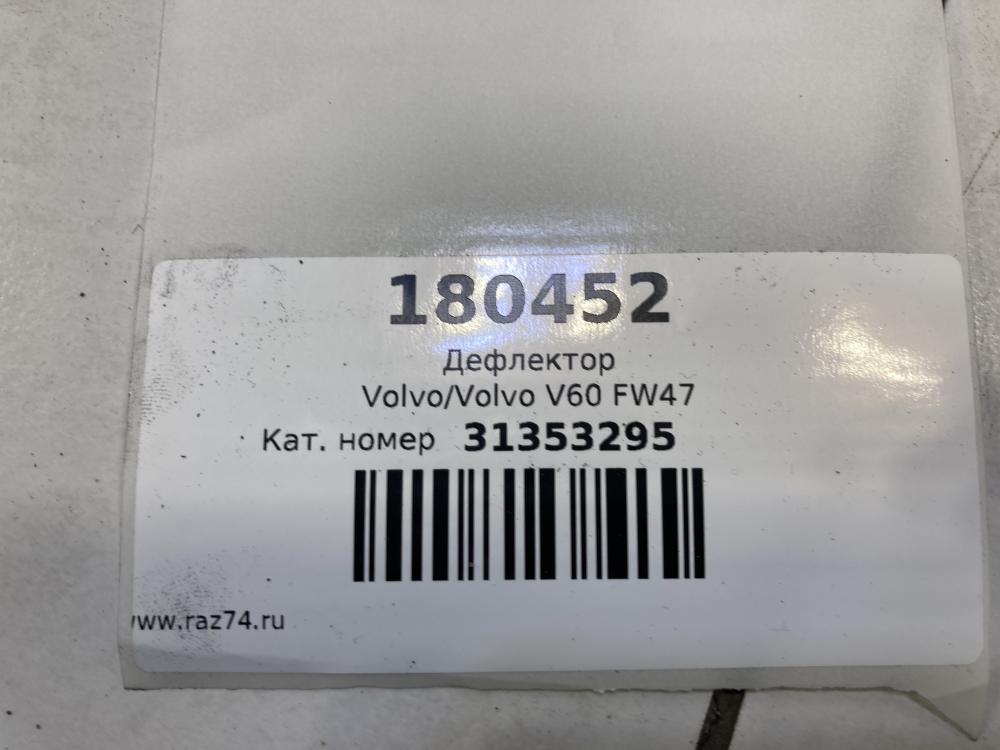 180452
Дефлектор
Volvo/Volvo V60 FW47
Кат. номер 31353295
www.raz74.ru